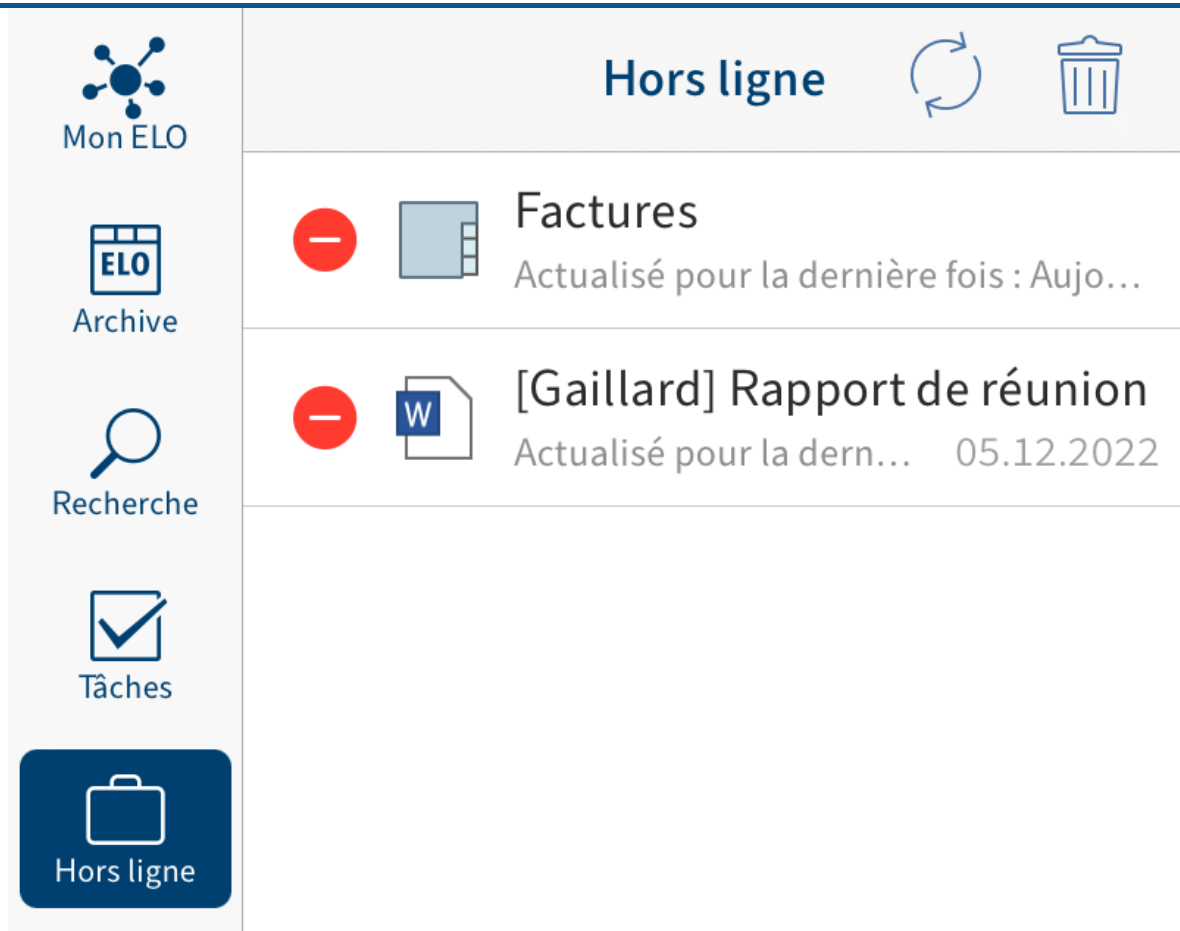 Mon ELO
ELO
Archive
Recherche
Tâches
Hors ligne
Hors ligne
Factures
Actualisé pour la dernière fois : Aujo…
W
[Gaillard] Rapport de réunion
Actualisé pour la dern… 05.12.2022